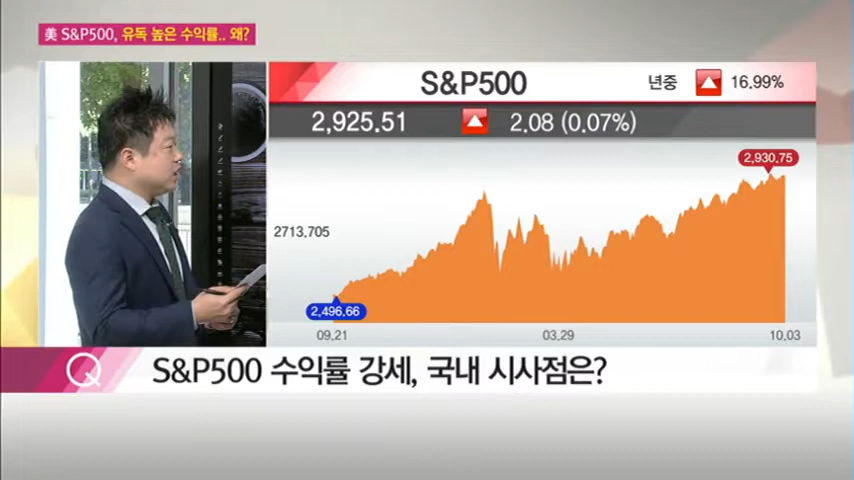 美 S&P500, 유독 높은 수익률.. 왜?
S&P500 년중 16.99%
2,925.51 2.08 (0.07%)
2,930.75
2713.705
2,496.66
09.21 03.29 10.03
Q S&P500 수익률 강세, 국내 시사점은?